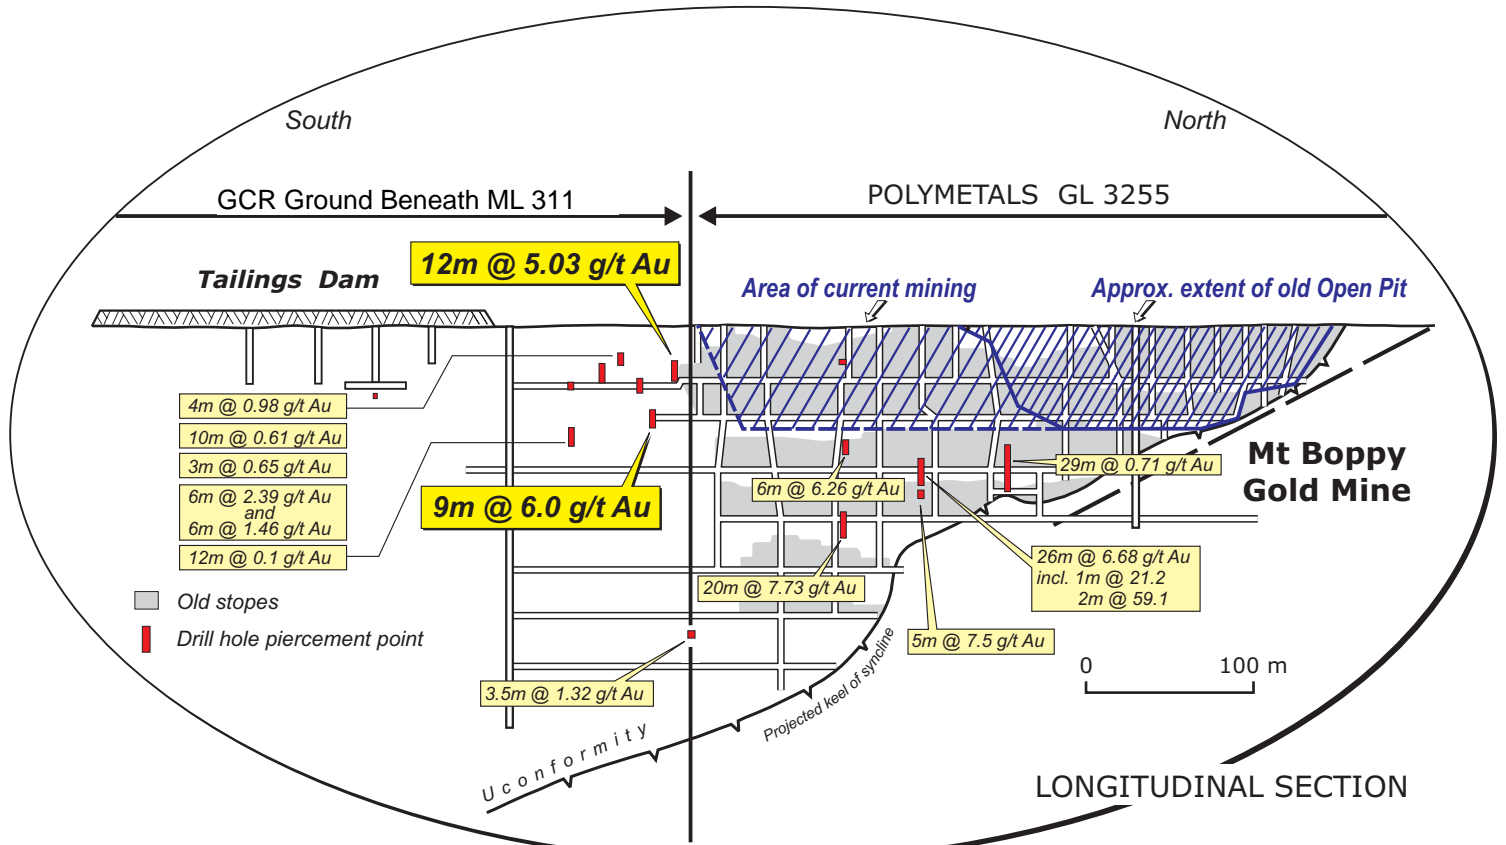 South
North
GCR Ground Beneath ML 311
POLYMETALS GL 3255
12m @ 5.03 g/t Au
Tailings Dam
Area of current mining
Approx. extent of old Open Pit
4m @ 0.98 g/t Au
10m @ 0.61 g/t Au
3m @ 0.65 g/t Au
6m @ 2.39 g/t Au
and
6m @ 1.46 g/t Au
12m @ 0.1 g/t Au
9m @ 6.0 g/t Au
6m @ 6.26 g/t Au
29m @ 0.71 g/t Au
Mt Boppy
Gold Mine
26m @ 6.68 g/t Au
incl. 1m @ 21.2
2m @ 59.1
20m @ 7.73 g/t Au
5m @ 7.5 g/t Au
Old stopes
Drill hole piercement point
3.5m @ 1.32 g/t Au
0 100 m
Uconformity
Projected keel of syncline
LONGITUDINAL SECTION